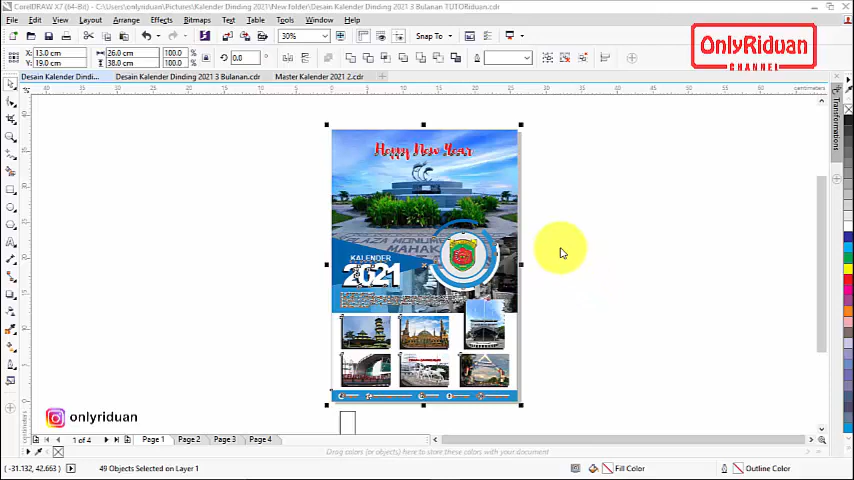 CorelDRAW X7 (64-Bit) - C:\Users\onlyriduan\Pictures\Kalender Dinding 2021\New folder\Desain Kalender Dinding 2021 3 Bulanan TUTORiduan.cdr
File Edit View Layout Arrange Effects Bitmaps Text Table Tools Window Help
30% Snap To
X: 13.0 cm 26.0 cm 100.0 % 0.0
Y: 19.0 cm 38.0 cm 100.0 %
OnlyRiduan
CHANNEL
Desain Kalender Dindi... Desain Kalender Dinding 2021 3 Bulanan.cdr Master Kalender 2021 2.cdr
centimeters
Transformations
Happy New Year
KALENDER
2021
onlyriduan
centimeters
1 of 4 Page 1 Page 2 Page 3 Page 4
Drag colors (or objects) here to store these colors with your document
(-31.132, 42.663) 49 Objects Selected on Layer 1 Fill Color Outline Color